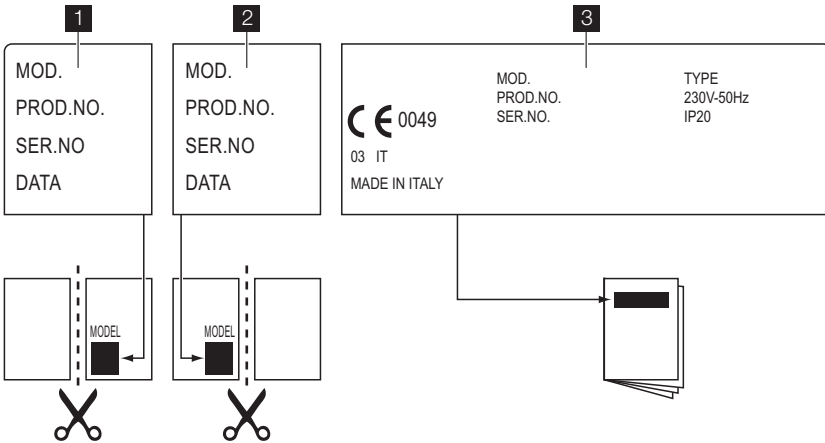 1
MOD.
PROD.NO.
SER.NO
DATA
2
MOD.
PROD.NO.
SER.NO
DATA
3
CE 0049
03 IT
MADE IN ITALY
MOD.
PROD.NO.
SER.NO.
TYPE
230V-50Hz
IP20
MODEL
MODEL